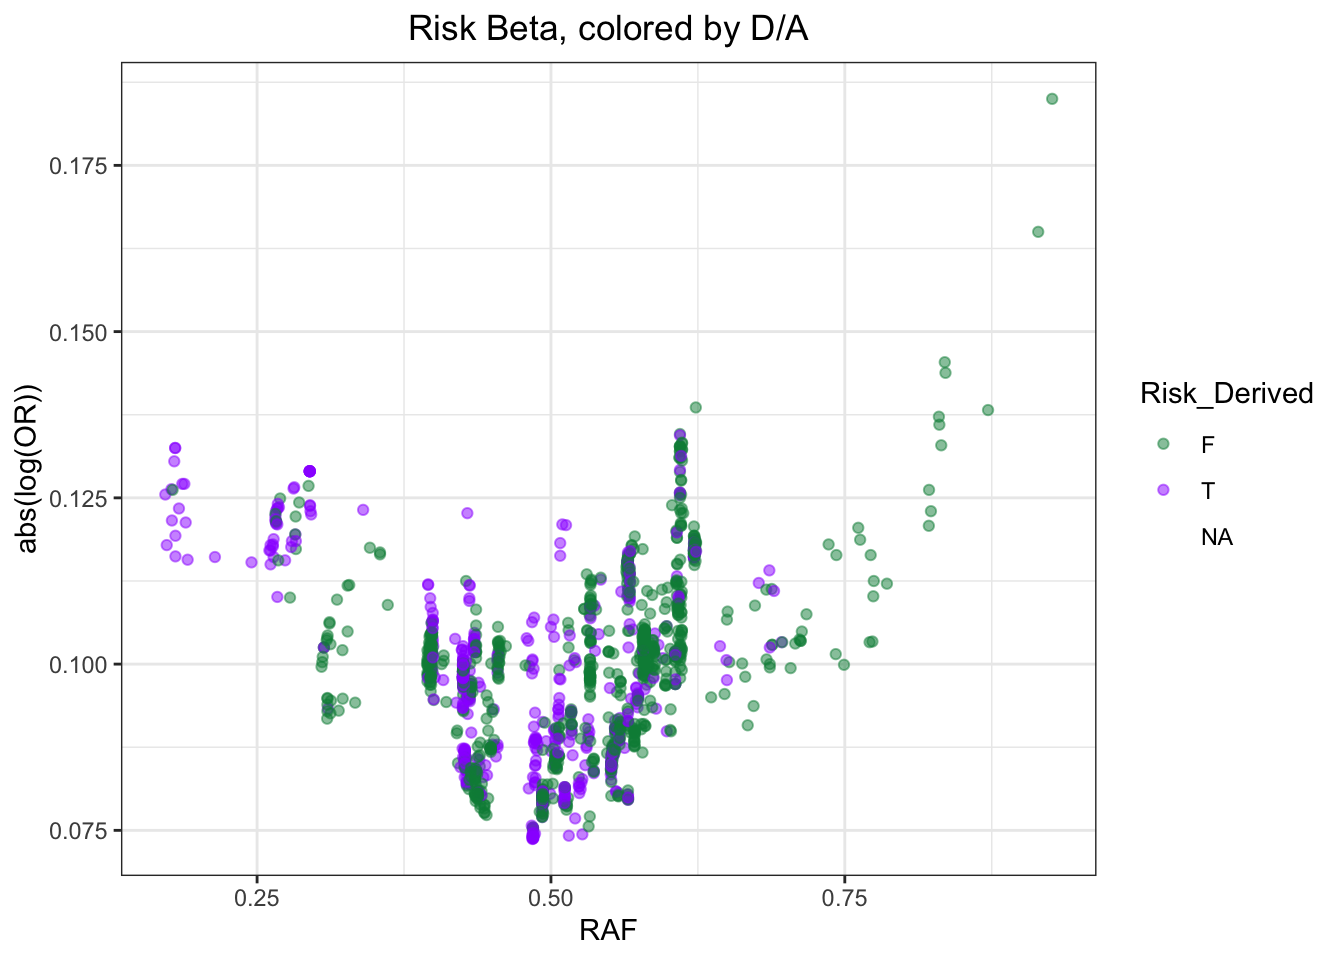 Risk Beta, colored by D/A
abs(log(OR))
0.175
0.150
0.125
0.100
0.075
0.25 0.50 0.75
RAF
Risk_Derived
F
T
NA